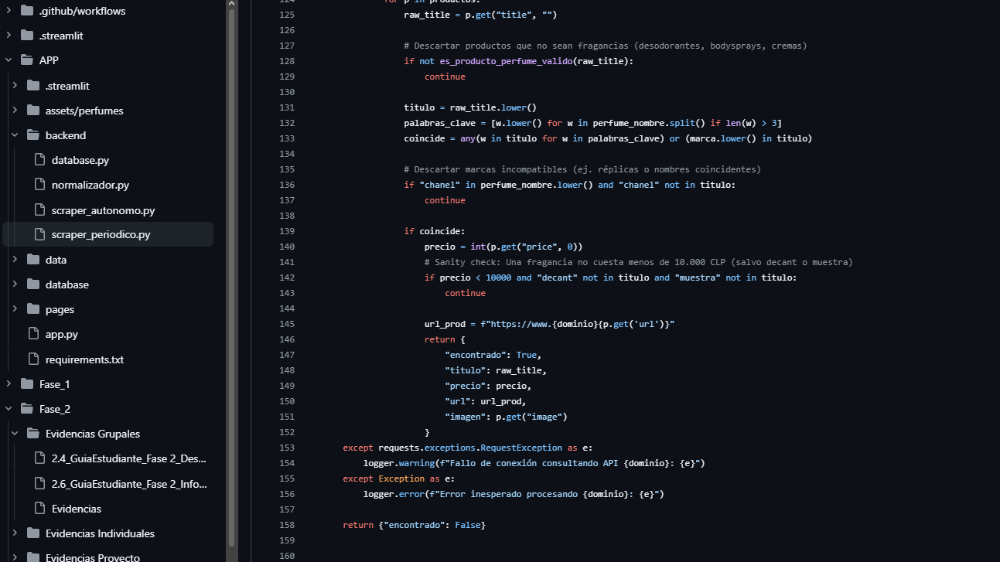 .github/workflows
.streamlit
APP
.streamlit
assets/perfumes
backend
database.py
normalizador.py
scraper_autonomo.py
scraper_periodico.py
data
database
pages
app.py
requirements.txt
Fase_1
Fase_2
Evidencias Grupales
2.4_GuiaEstudiante_Fase 2_Des...
2.6_GuiaEstudiante_Fase 2_Info...
Evidencias
Evidencias Individuales
Evidencias Proyecto
124 for p in productos:
125 raw_title = p.get("title", "")
126
127 # Descartar productos que no sean fragancias (desodorantes, bodysprays, cremas)
128 if not es_producto_perfume_valido(raw_title):
129 continue
130
131 titulo = raw_title.lower()
132 palabras_clave = [w.lower() for w in perfume_nombre.split() if len(w) > 3]
133 coincide = any(w in titulo for w in palabras_clave) or (marca.lower() in titulo)
134
135 # Descartar marcas incompatibles (ej. réplicas o nombres coincidentes)
136 if "chanel" in perfume_nombre.lower() and "chanel" not in titulo:
137 continue
138
139 if coincide:
140 precio = int(p.get("price", 0))
141 # Sanity check: Una fragancia no cuesta menos de 10.000 CLP (salvo decant o muestra)
142 if precio < 10000 and "decant" not in titulo and "muestra" not in titulo:
143 continue
144
145 url_prod = f"https://www.{dominio}{p.get('url')}"
146 return {
147 "encontrado": True,
148 "titulo": raw_title,
149 "precio": precio,
150 "url": url_prod,
151 "imagen": p.get("image")
152 }
153 except requests.exceptions.RequestException as e:
154 logger.warning(f"Fallo de conexión consultando API {dominio}: {e}")
155 except Exception as e:
156 logger.error(f"Error inesperado procesando {dominio}: {e}")
157
158 return {"encontrado": False}
159
160